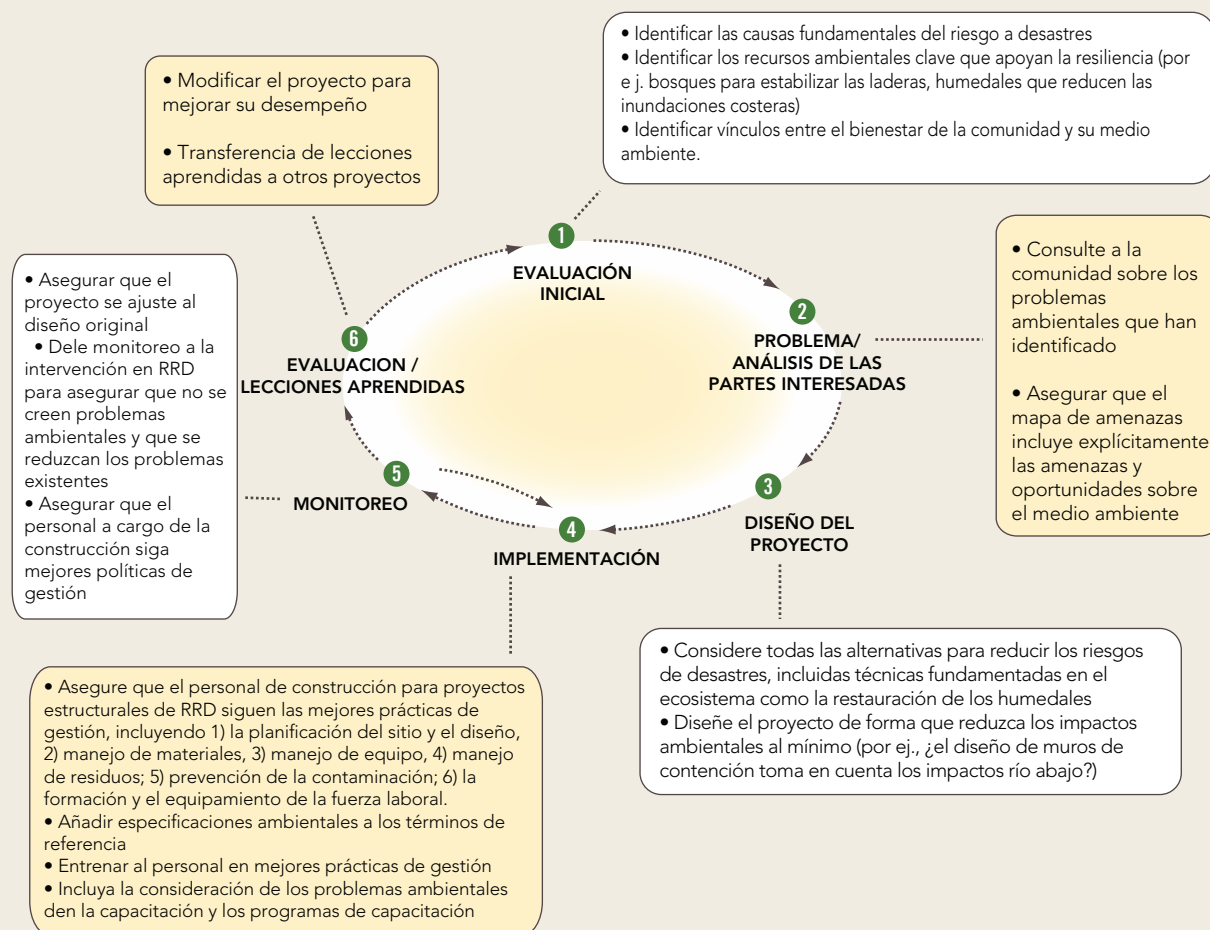 • Identificar las causas fundamentales del riesgo a desastres
• Identificar los recursos ambientales clave que apoyan la resiliencia (por
e j. bosques para estabilizar las laderas, humedales que reducen las
inundaciones costeras)
• Identificar vínculos entre el bienestar de la comunidad y su medio
ambiente.
• Modificar el proyecto para
mejorar su desempeño
• Transferencia de lecciones
aprendidas a otros proyectos
1
EVALUACIÓN
INICIAL
2
PROBLEMA/
ANÁLISIS DE LAS
PARTES INTERESADAS
• Consulte a la
comunidad sobre los
problemas
ambientales que han
identificado
• Asegurar que el
mapa de amenazas
incluye explícitamente
las amenazas y
oportunidades sobre
el medio ambiente
6
EVALUACION /
LECCIONES APRENDIDAS
• Asegurar que el
proyecto se ajuste al
diseño original
• Dele monitoreo a la
intervención en RRD
para asegurar que no se
creen problemas
ambientales y que se
reduzcan los problemas
existentes
• Asegurar que el
personal a cargo de la
construcción siga
mejores políticas de
gestión
5
MONITOREO
4
IMPLEMENTACIÓN
3
DISEÑO DEL
PROYECTO
• Considere todas las alternativas para reducir los riesgos
de desastres, incluidas técnicas fundamentadas en el
ecosistema como la restauración de los humedales
• Diseñe el proyecto de forma que reduzca los impactos
ambientales al mínimo (por ej., ¿el diseño de muros de
contención toma en cuenta los impactos río abajo?)
• Asegure que el personal de construcción para proyectos
estructurales de RRD siguen las mejores prácticas de
gestión, incluyendo 1) la planificación del sitio y el diseño,
2) manejo de materiales, 3) manejo de equipo, 4) manejo
de residuos; 5) prevención de la contaminación; 6) la
formación y el equipamiento de la fuerza laboral.
• Añadir especificaciones ambientales a los términos de
referencia
• Entrenar al personal en mejores prácticas de gestión
• Incluya la consideración de los problemas ambientales
den la capacitación y los programas de capacitación